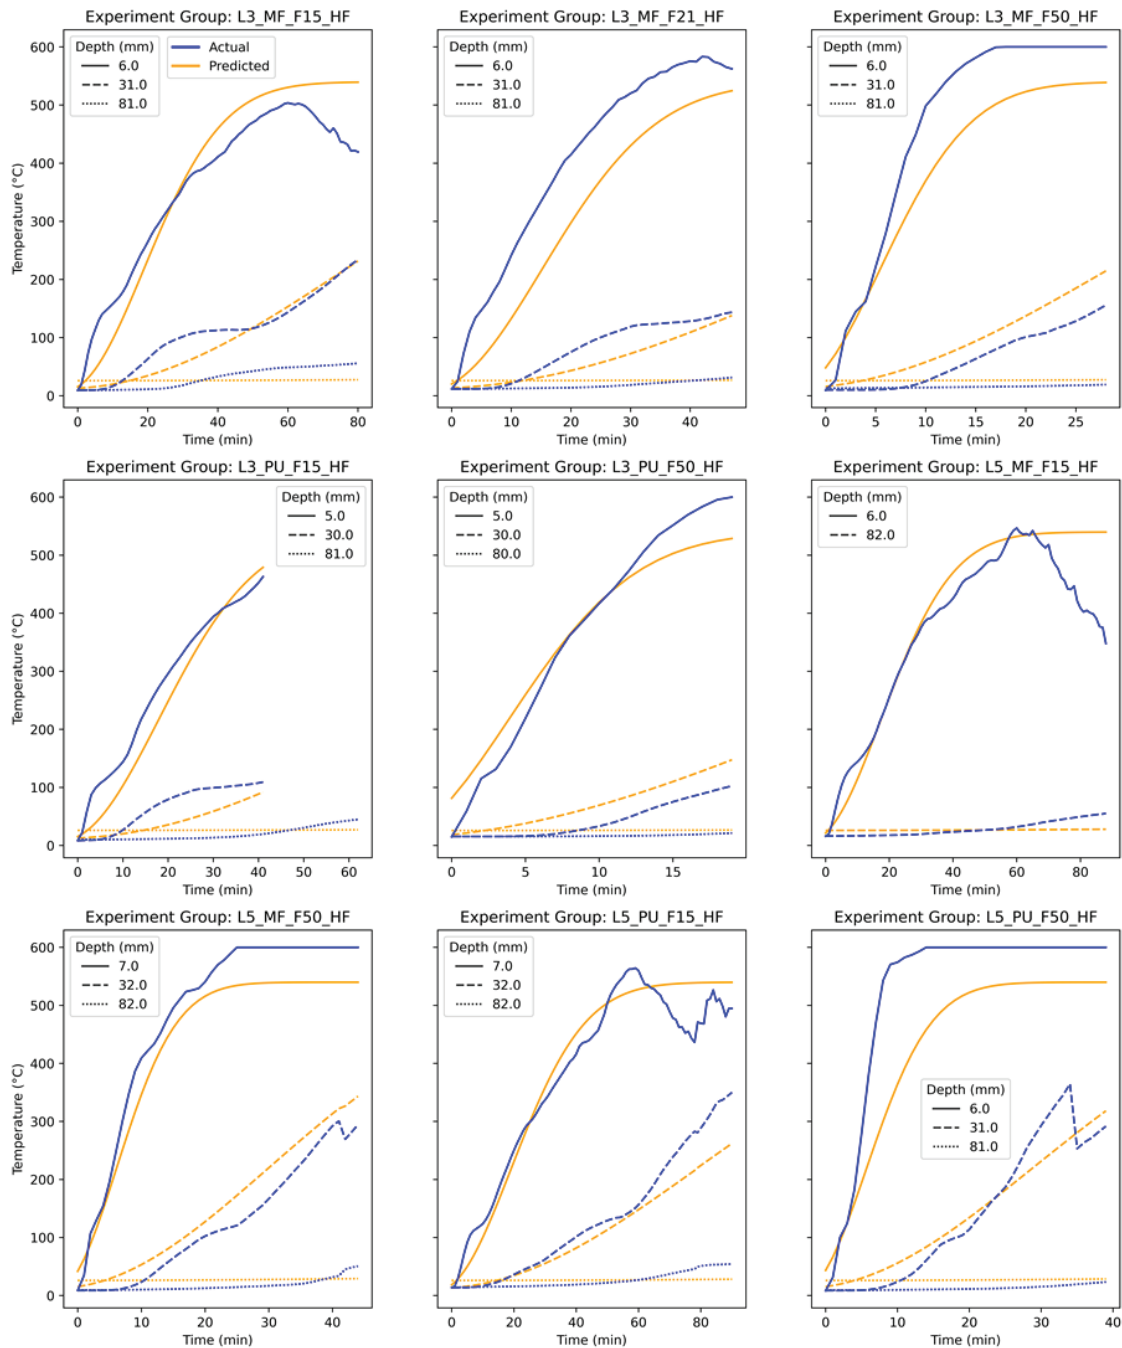 Experiment Group: L3_MF_F15_HF
Experiment Group: L3_MF_F21_HF
Experiment Group: L3_MF_F50_HF
Depth (mm)
6.0
31.0
81.0
Actual
Predicted
Depth (mm)
6.0
31.0
81.0
Depth (mm)
6.0
31.0
81.0
Temperature (°C)
600
500
400
300
200
100
0
0 20 40 60 80
0 10 20 30 40
0 5 10 15 20 25
Time (min)
Time (min)
Time (min)
Experiment Group: L3_PU_F15_HF
Experiment Group: L3_PU_F50_HF
Experiment Group: L5_MF_F15_HF
Depth (mm)
5.0
30.0
81.0
Depth (mm)
5.0
30.0
80.0
Depth (mm)
6.0
82.0
Temperature (°C)
600
500
400
300
200
100
0
0 10 20 30 40 50 60
0 5 10 15
0 20 40 60 80
Time (min)
Time (min)
Time (min)
Experiment Group: L5_MF_F50_HF
Experiment Group: L5_PU_F15_HF
Experiment Group: L5_PU_F50_HF
Depth (mm)
7.0
32.0
82.0
Depth (mm)
7.0
32.0
82.0
Depth (mm)
6.0
31.0
81.0
Temperature (°C)
600
500
400
300
200
100
0
0 10 20 30 40
0 20 40 60 80
0 10 20 30 40
Time (min)
Time (min)
Time (min)